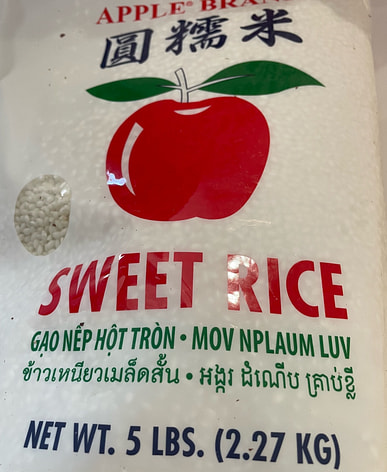 APPLE® BRAND
圓糯米
SWEET RICE
GẠO NẾP HỘT TRÒN • MOV NPLAUM LUV
ข้าวเหนียวเมล็ดสั้น • អង្ករ ដំណើប គ្រាប់ខ្លី
NET WT. 5 LBS. (2.27 KG)